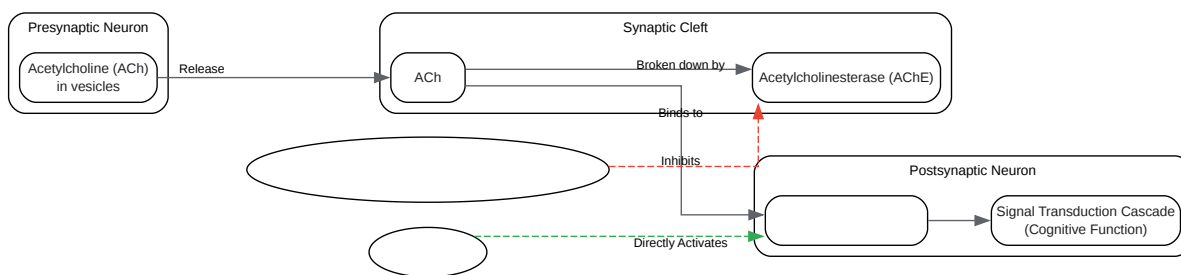 Presynaptic Neuron
Acetylcholine (ACh)
in vesicles
Release
Synaptic Cleft
ACh
Broken down by
Acetylcholinesterase (AChE)
Binds to
Inhibits
Postsynaptic Neuron
Signal Transduction Cascade
(Cognitive Function)
Directly Activates